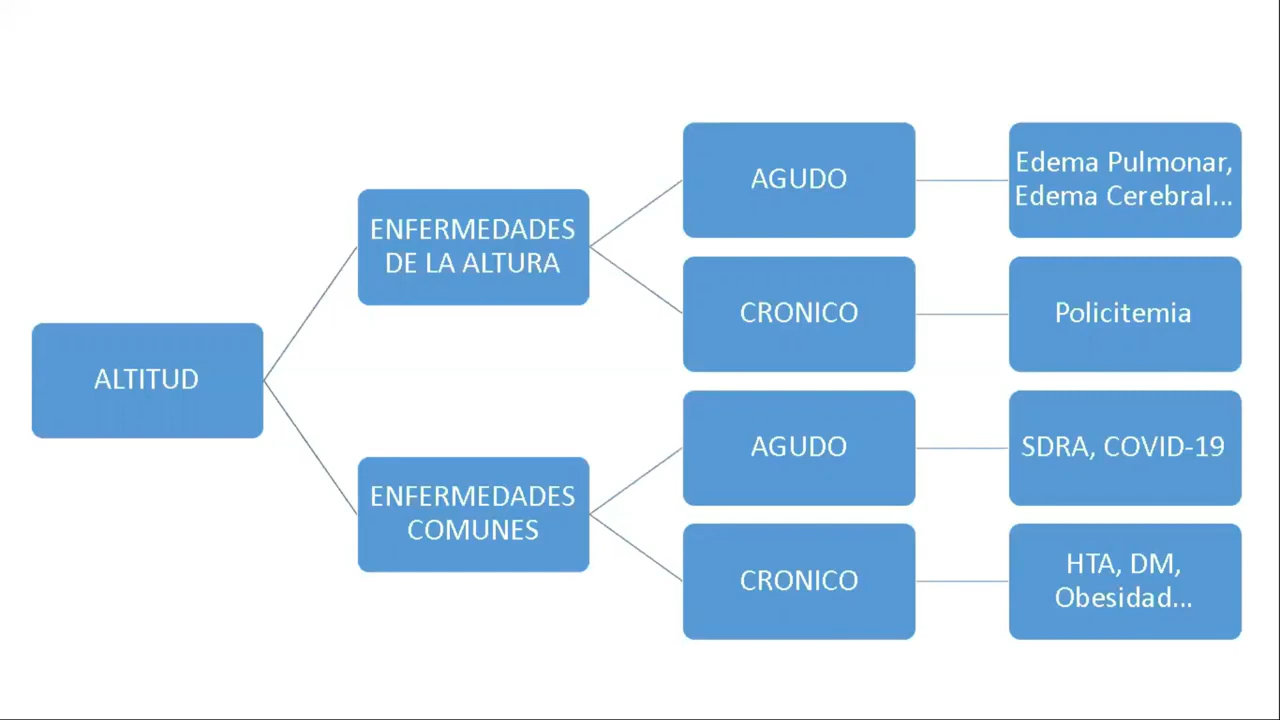 ALTITUD
ENFERMEDADES
DE LA ALTURA
AGUDO
Edema Pulmonar,
Edema Cerebral...
CRONICO
Policitemia
ENFERMEDADES
COMUNES
AGUDO
SDRA, COVID-19
CRONICO
HTA, DM,
Obesidad...